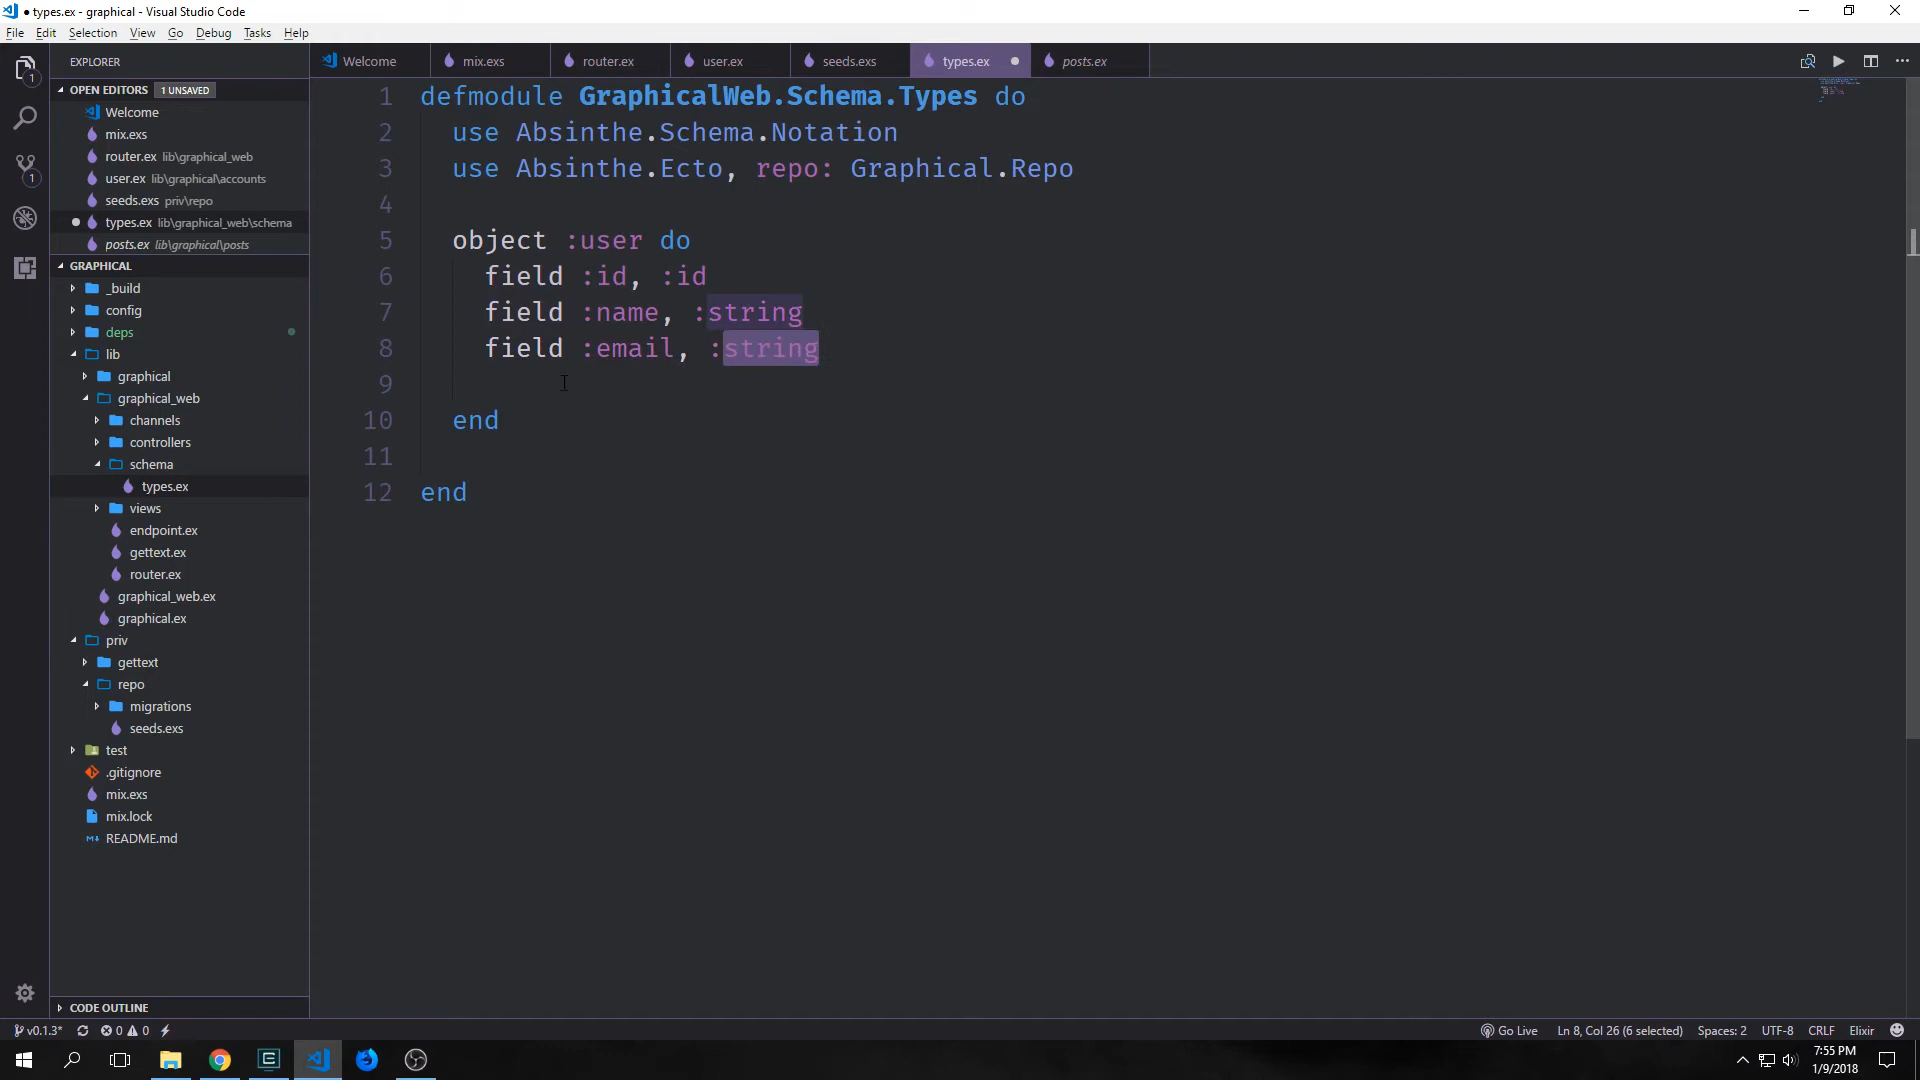 types.ex - graphical - Visual Studio Code
File Edit Selection View Go Debug Tasks Help
EXPLORER
Welcome mix.exs router.ex user.ex seeds.exs types.ex posts.ex
1
1
OPEN EDITORS 1 UNSAVED
Welcome
mix.exs
router.ex lib\graphical_web
user.ex lib\graphical\accounts
seeds.exs priv\repo
types.ex lib\graphical_web\schema
posts.ex lib\graphical\posts
GRAPHICAL
_build
config
deps
lib
graphical
graphical_web
channels
controllers
schema
types.ex
views
endpoint.ex
gettext.ex
router.ex
graphical_web.ex
graphical.ex
priv
gettext
repo
migrations
seeds.exs
test
.gitignore
mix.exs
mix.lock
README.md
CODE OUTLINE
1 defmodule GraphicalWeb.Schema.Types do
2 use Absinthe.Schema.Notation
3 use Absinthe.Ecto, repo: Graphical.Repo
4
5 object :user do
6 field :id, :id
7 field :name, :string
8 field :email, :string
9
10 end
11
12 end
v0.1.3* 0 0 Go Live Ln 8, Col 26 (6 selected) Spaces: 2 UTF-8 CRLF Elixir
7:55 PM
1/9/2018